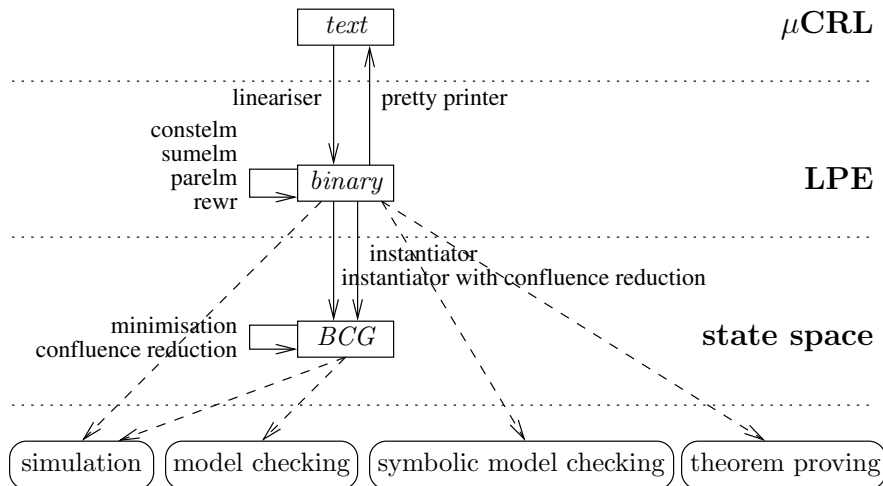 text
μCRL
lineariser
pretty printer
constelm
sumelm
parelm
rewr
binary
LPE
instantiator
instantiator with confluence reduction
minimisation
confluence reduction
BCG
state space
simulation
model checking
symbolic model checking
theorem proving